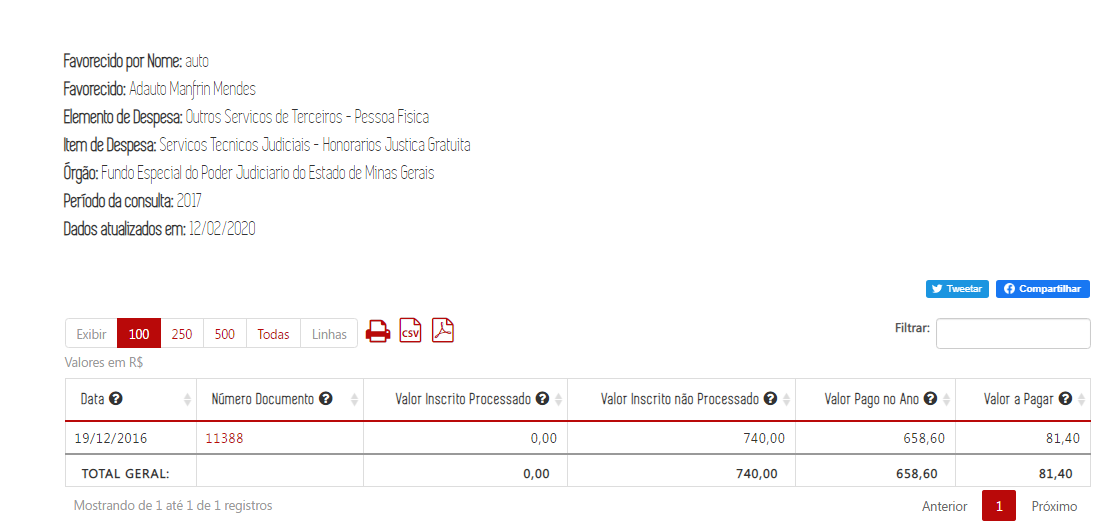 Favorecido por Nome: auto
Favorecido: Adauto Manfrin Mendes
Elemento de Despesa: Outros Servicos de Terceiros - Pessoa Fisica
Item de Despesa: Servicos Tecnicos Judiciais - Honorarios Justica Gratuita
Órgão: Fundo Especial do Poder Judiciario do Estado de Minas Gerais
Período da consulta: 2017
Dados atualizados em: 12/02/2020
Tweetar Compartilhar
Exibir 100 250 500 Todas Linhas CSV Filtrar:
Valores em R$
Data Número Documento Valor Inscrito Processado Valor Inscrito não Processado Valor Pago no Ano Valor a Pagar
19/12/2016 11388 0,00 740,00 658,60 81,40
TOTAL GERAL: 0,00 740,00 658,60 81,40
Mostrando de 1 até 1 de 1 registros Anterior 1 Próximo